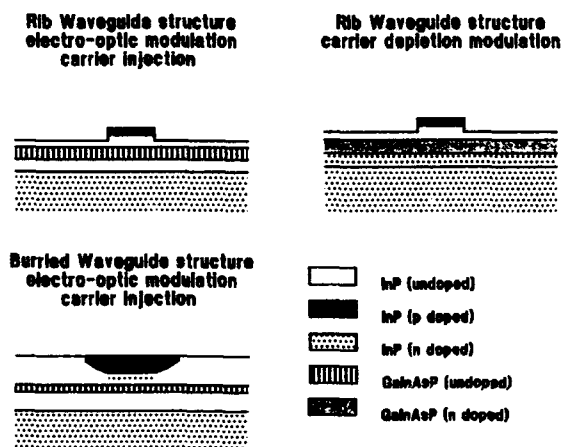 Rib Waveguide structure
electro-optic modulation
carrier injection
Rib Waveguide structure
carrier depletion modulation
Burried Waveguide structure
electro-optic modulation
carrier injection
InP (undoped)
InP (p doped)
InP (n doped)
GaInAsP (undoped)
GaInAsP (n doped)